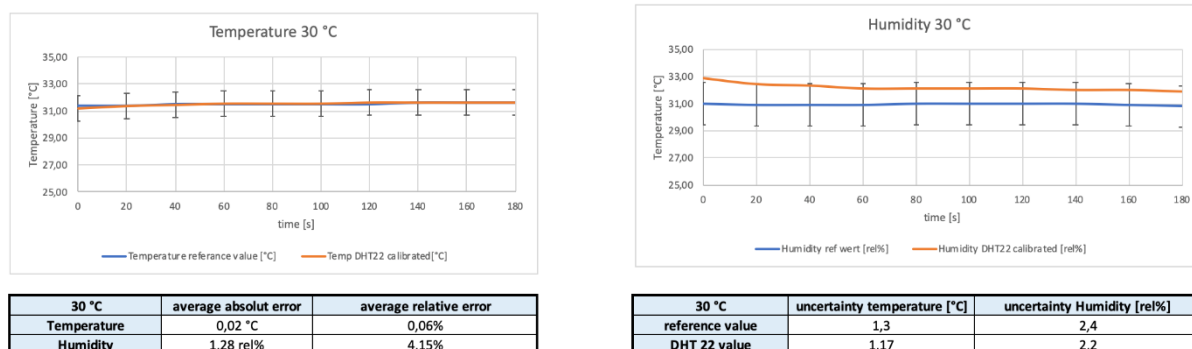 Temperature 30 °C
Temperature [°C]
35,00
33,00
31,00
29,00
27,00
25,00
0 20 40 60 80 100 120 140 160 180
time [s]
Temperature referance value [°C] Temp DHT22 calibrated[°C]
Humidity 30 °C
Temperature [°C]
35,00
33,00
31,00
29,00
27,00
25,00
0 20 40 60 80 100 120 140 160 180
time [s]
Humidity ref wert [rel%] Humidity DHT22 calibrated [rel%]
30 °C average absolut error average relative error
Temperature 0,02 °C 0,06%
Humidity 1,28 rel% 4,15%
30 °C uncertainty temperature [°C] uncertainty Humidity [rel%]
reference value 1,3 2,4
DHT 22 value 1,17 2,2